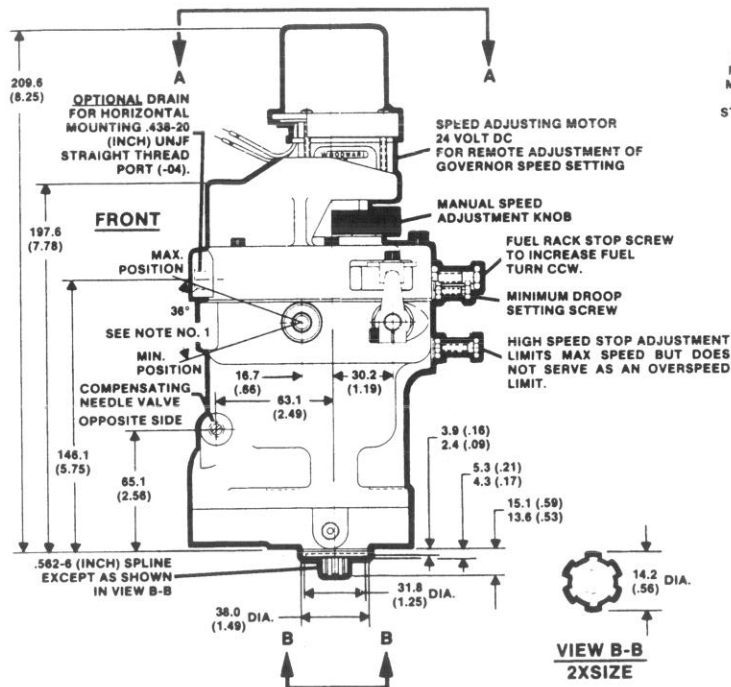 A
A
209.6
(8.25)
OPTIONAL DRAIN
FOR HORIZONTAL
MOUNTING .438-20
(INCH) UNJF
STRAIGHT THREAD
PORT (-04).
WOODWARD
SPEED ADJUSTING MOTOR
24 VOLT DC
FOR REMOTE ADJUSTMENT OF
GOVERNOR SPEED SETTING
197.6
(7.78)
FRONT
MANUAL SPEED
ADJUSTMENT KNOB
MAX.
POSITION
FUEL RACK STOP SCREW
TO INCREASE FUEL
TURN CCW.
36°
MINIMUM DROOP
SETTING SCREW
SEE NOTE NO. 1
HIGH SPEED STOP ADJUSTMENT
LIMITS MAX SPEED BUT DOES
NOT SERVE AS AN OVERSPEED
LIMIT.
MIN.
POSITION
16.7
(.66)
30.2
(1.19)
COMPENSATING
NEEDLE VALVE
OPPOSITE SIDE
63.1
(2.49)
146.1
(5.75)
65.1
(2.56)
3.9 (.16)
2.4 (.09)
5.3 (.21)
4.3 (.17)
15.1 (.59)
13.6 (.53)
.562-6 (INCH) SPLINE
EXCEPT AS SHOWN
IN VIEW B-B
31.8 DIA.
(1.25)
38.0 DIA.
(1.49)
14.2 DIA.
(.56)
B
B
VIEW B-B
2XSIZE